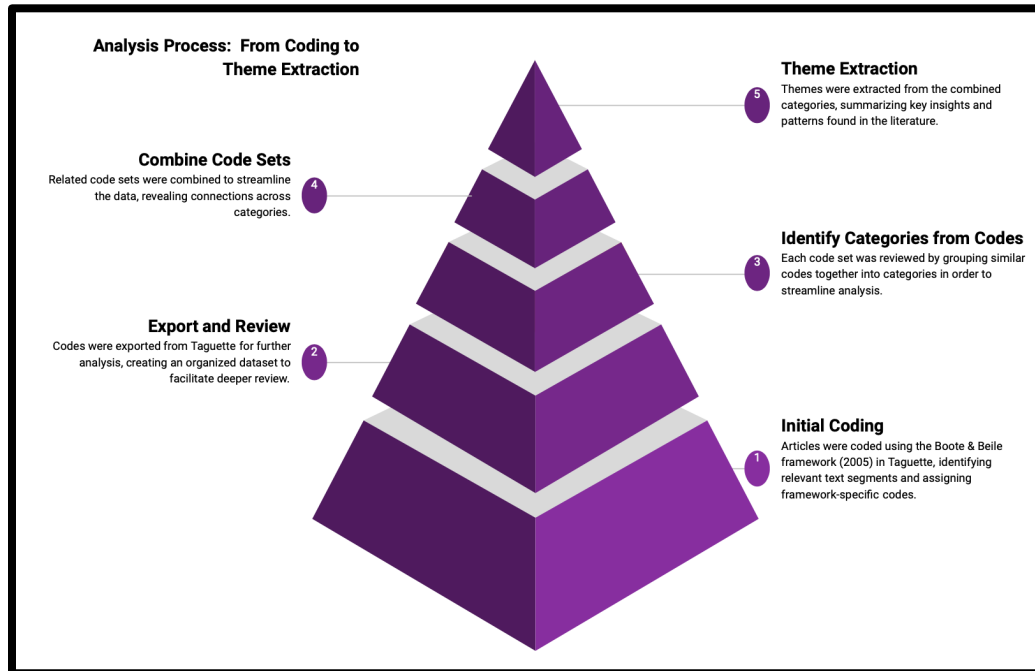 Analysis Process:  From Coding to
Theme Extraction
5
Theme Extraction
Themes were extracted from the combined
categories, summarizing key insights and
patterns found in the literature.
Combine Code Sets
Related code sets were combined to streamline
the data, revealing connections across
categories.
4
3
Identify Categories from Codes
Each code set was reviewed by grouping similar
codes together into categories in order to
streamline analysis.
Export and Review
Codes were exported from Taguette for further
analysis, creating an organized dataset to
facilitate deeper review.
2
1
Initial Coding
Articles were coded using the Boote & Beile
framework (2005) in Taguette, identifying
relevant text segments and assigning
framework-specific codes.